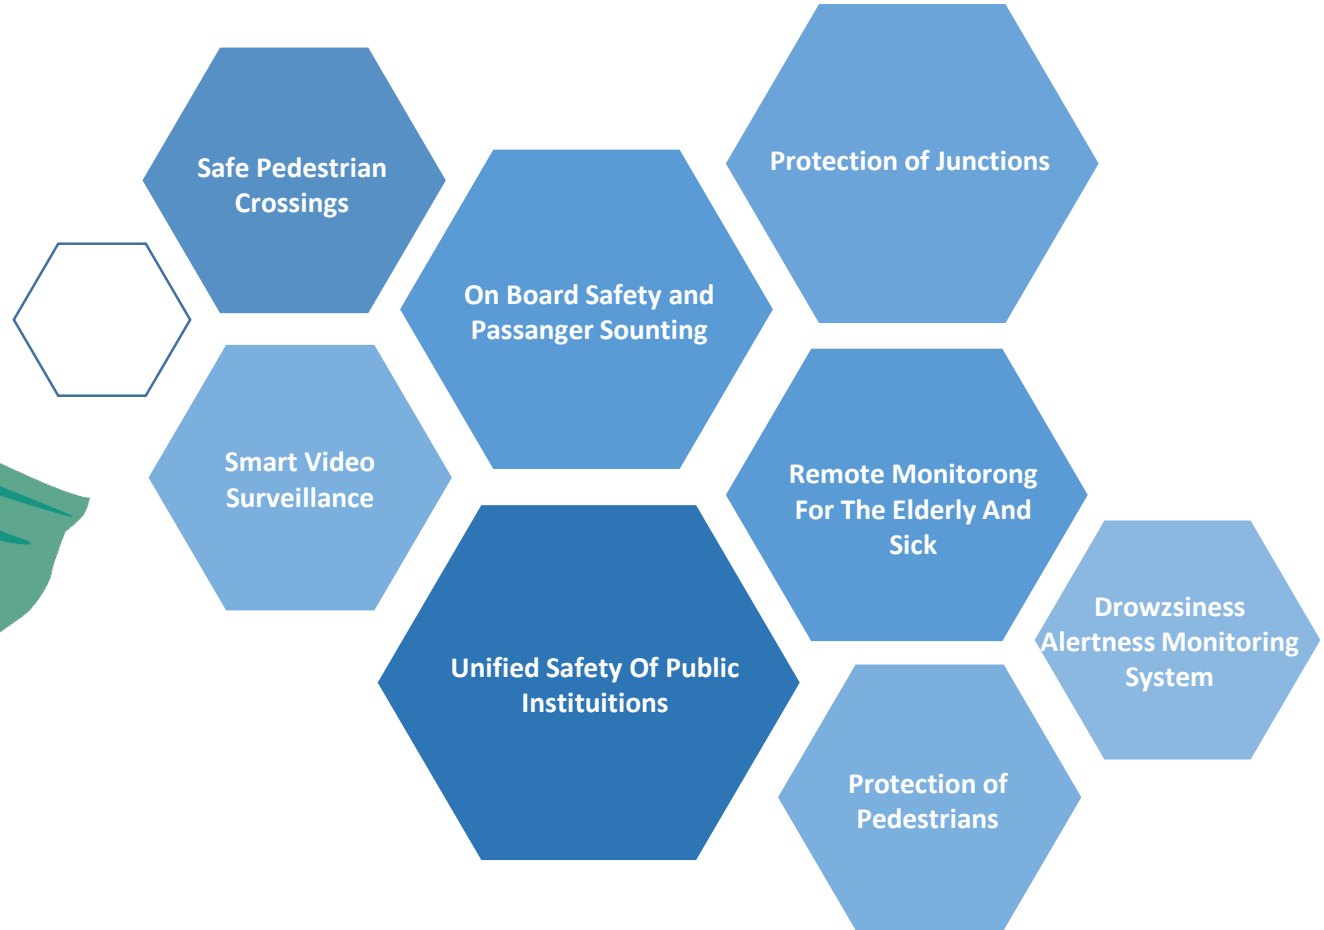 Safe Pedestrian
Crossings
Protection of Junctions
On Board Safety and
Passanger Sounting
Smart Video
Surveillance
Remote Monitorong
For The Elderly And
Sick
Drowzsiness
Alertness Monitoring
System
Unified Safety Of Public
Instituitions
Protection of
Pedestrians